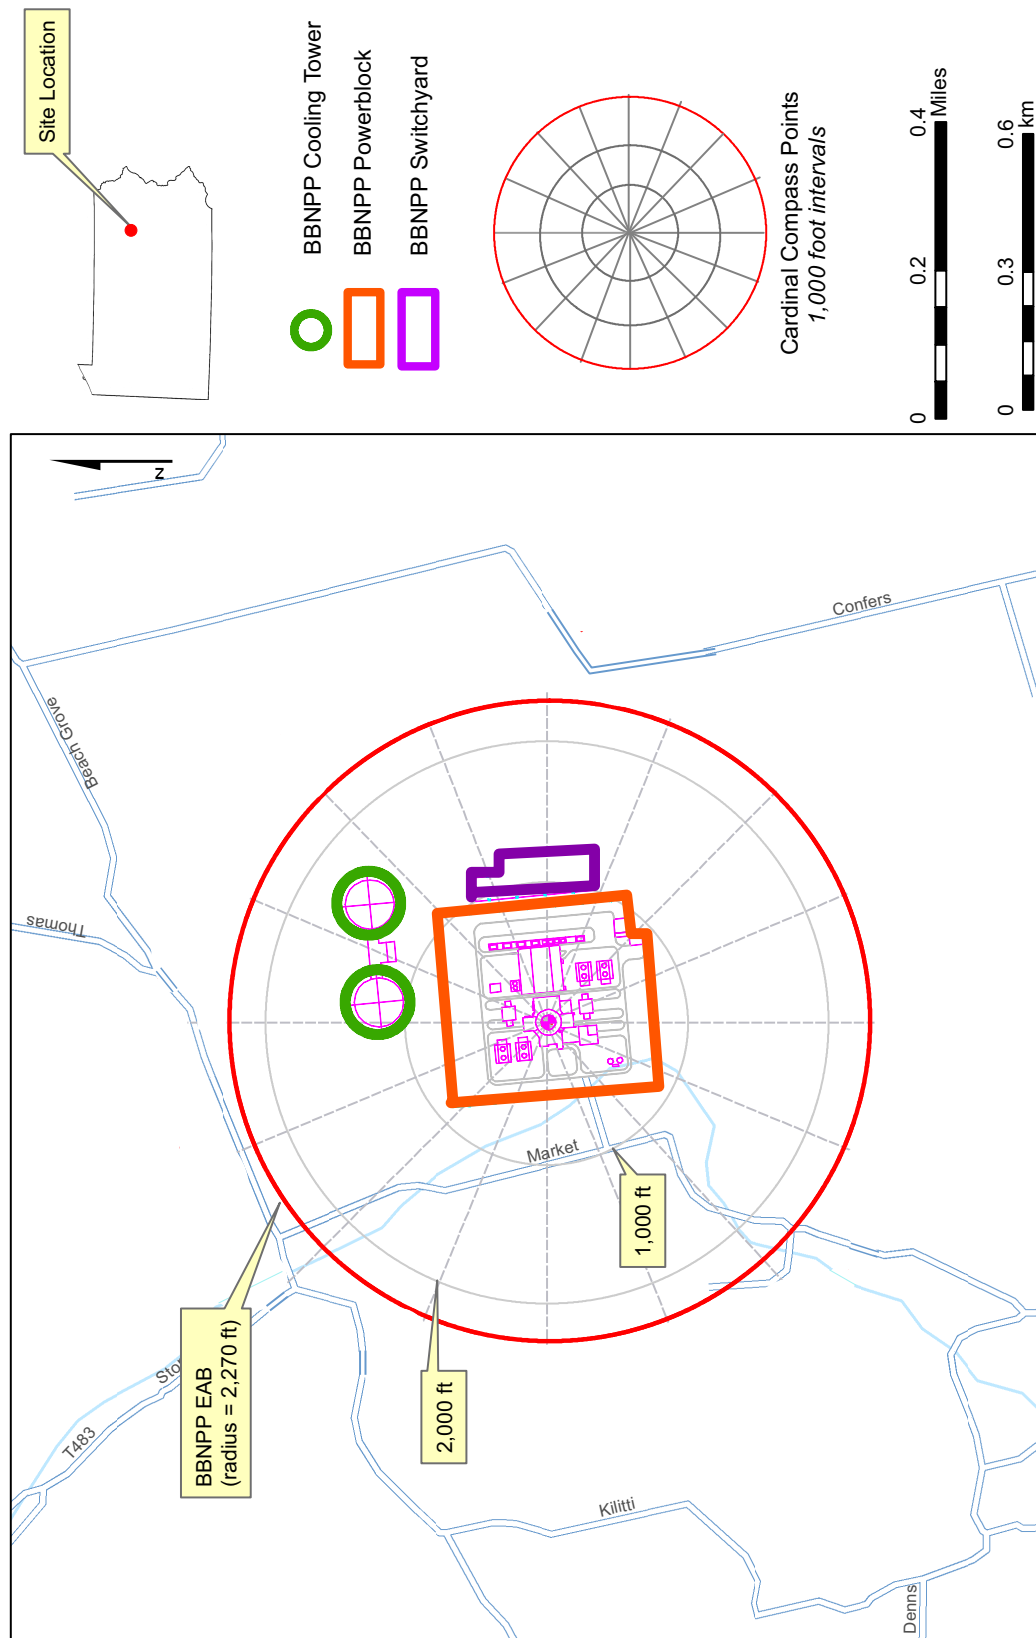 Site Location
BBNPP Cooling Tower
BBNPP Powerblock
BBNPP Switchyard
Cardinal Compass Points
1,000 foot intervals
0 0.2 0.4
Miles
0 0.3 0.6
km
N
Beach Grove
Thomas
Confers
Market
1,000 ft
2,000 ft
BBNPP EAB
(radius = 2,270 ft)
T483
Kilitti